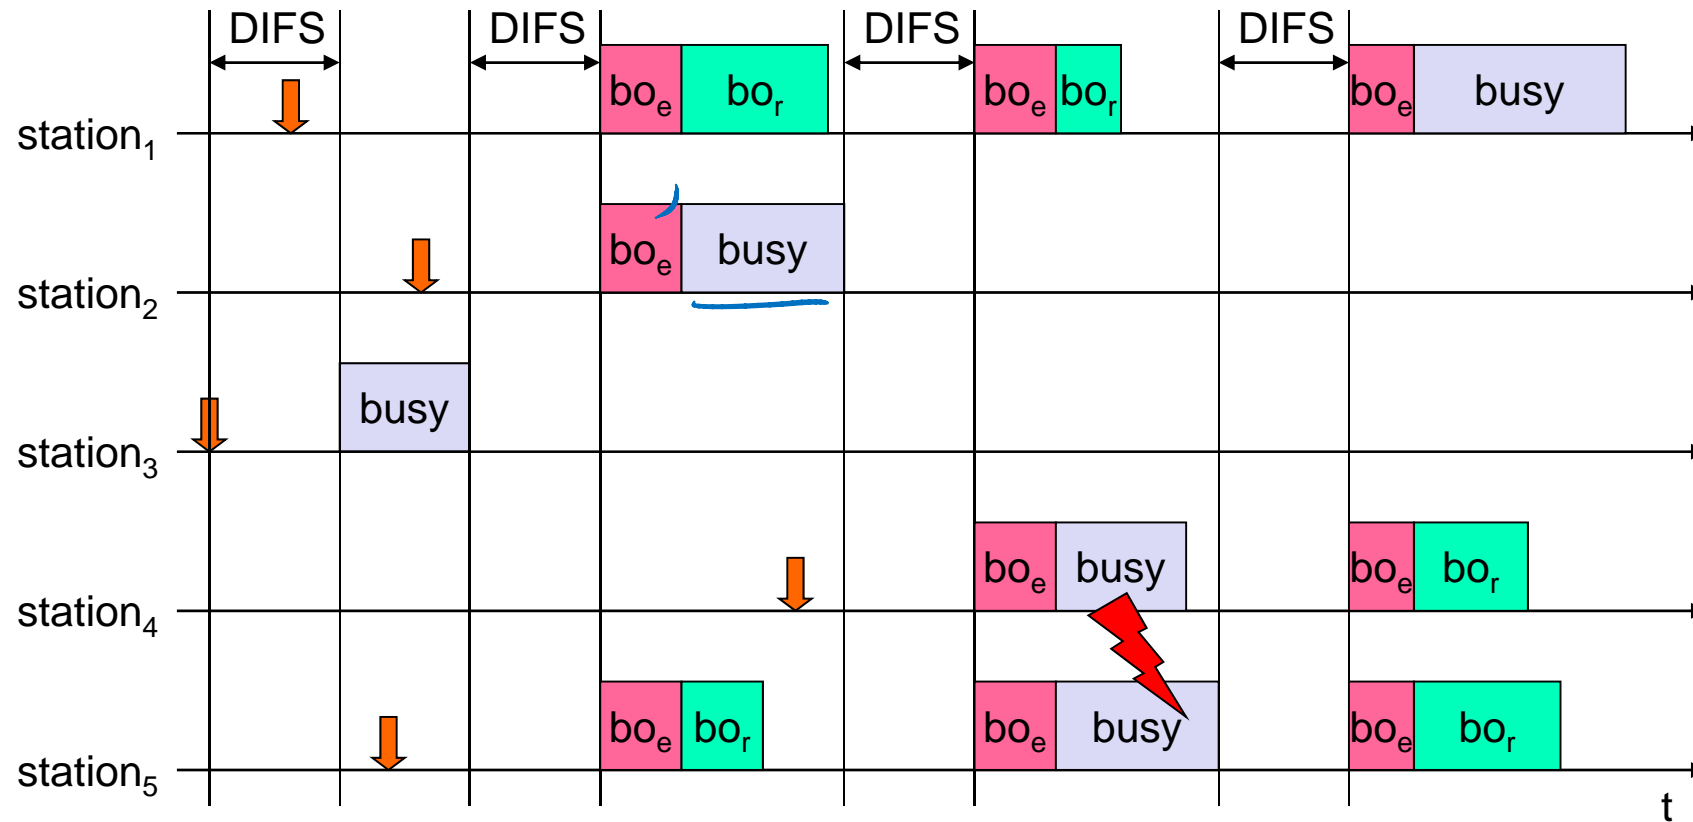 DIFS DIFS DIFS DIFS
station₁ boₑ boᵣ boₑ boᵣ boₑ busy
station₂ boₑ busy
station₃ busy
station₄ boₑ busy boₑ boᵣ
station₅ boₑ boᵣ boₑ busy boₑ boᵣ
t